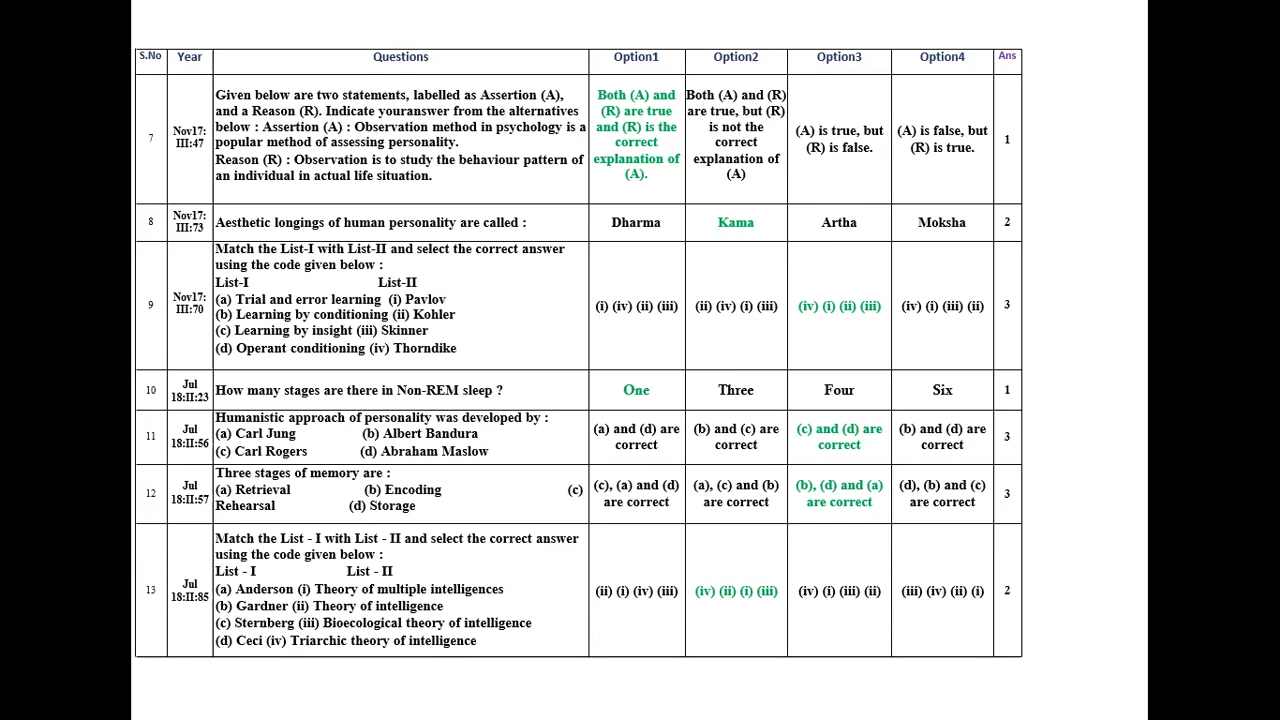 S.No Year Questions Option1 Option2 Option3 Option4 Ans
7
Nov17:
III:47
Given below are two statements, labelled as Assertion (A),
and a Reason (R). Indicate youranswer from the alternatives
below : Assertion (A) : Observation method in psychology is a
popular method of assessing personality.
Reason (R) : Observation is to study the behaviour pattern of
an individual in actual life situation.
Both (A) and
(R) are true
and (R) is the
correct
explanation of
(A).
Both (A) and (R)
are true, but (R)
is not the
correct
explanation of
(A)
(A) is true, but
(R) is false.
(A) is false, but
(R) is true.
1
8
Nov17:
III:73
Aesthetic longings of human personality are called :
Dharma
Kama
Artha
Moksha
2
9
Nov17:
III:70
Match the List-I with List-II and select the correct answer
using the code given below :
List-I List-II
(a) Trial and error learning (i) Pavlov
(b) Learning by conditioning (ii) Kohler
(c) Learning by insight (iii) Skinner
(d) Operant conditioning (iv) Thorndike
(i) (iv) (ii) (iii)
(ii) (iv) (i) (iii)
(iv) (i) (ii) (iii)
(iv) (i) (iii) (ii)
3
10
Jul
18:II:23
How many stages are there in Non-REM sleep ?
One
Three
Four
Six
1
11
Jul
18:II:56
Humanistic approach of personality was developed by :
(a) Carl Jung (b) Albert Bandura
(c) Carl Rogers (d) Abraham Maslow
(a) and (d) are
correct
(b) and (c) are
correct
(c) and (d) are
correct
(b) and (d) are
correct
3
12
Jul
18:II:57
Three stages of memory are :
(a) Retrieval (b) Encoding (c)
Rehearsal (d) Storage
(c), (a) and (d)
are correct
(a), (c) and (b)
are correct
(b), (d) and (a)
are correct
(d), (b) and (c)
are correct
3
13
Jul
18:II:85
Match the List - I with List - II and select the correct answer
using the code given below :
List - I List - II
(a) Anderson (i) Theory of multiple intelligences
(b) Gardner (ii) Theory of intelligence
(c) Sternberg (iii) Bioecological theory of intelligence
(d) Ceci (iv) Triarchic theory of intelligence
(ii) (i) (iv) (iii)
(iv) (ii) (i) (iii)
(iv) (i) (iii) (ii)
(iii) (iv) (ii) (i)
2